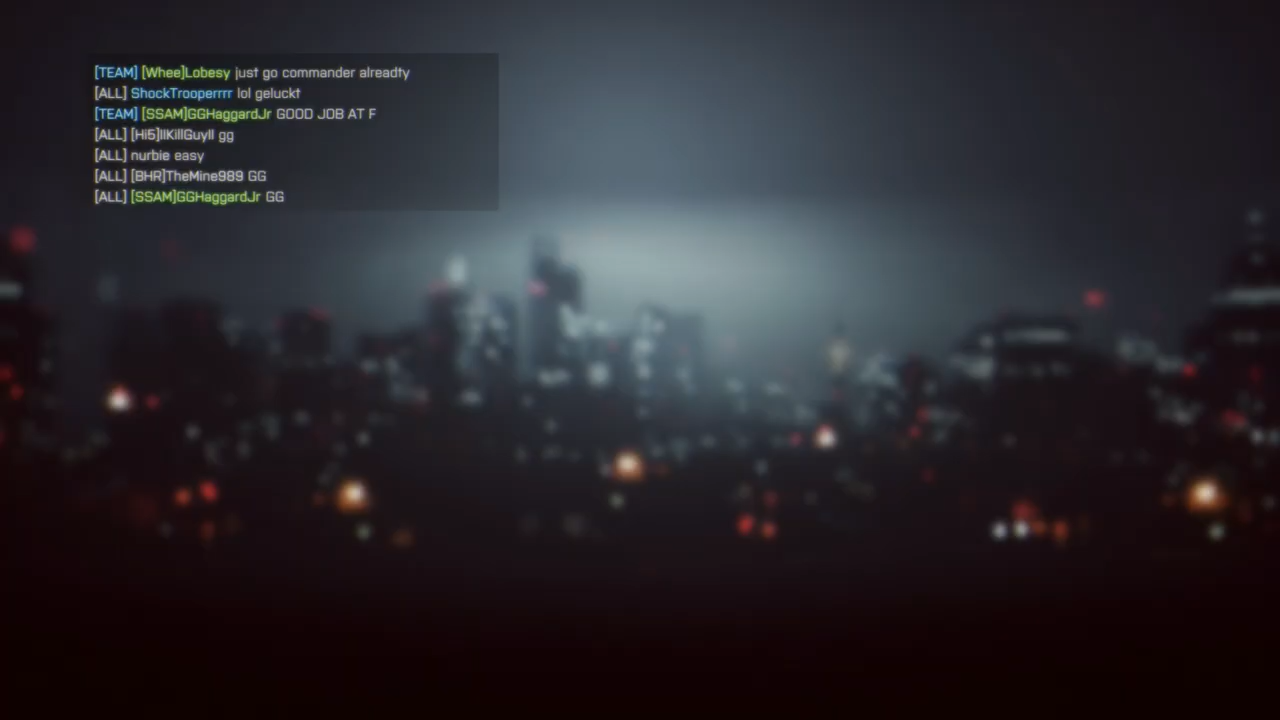 [TEAM] [Whee]Lobesy just go commander alreadty
[ALL] ShockTrooperrrr lol geluckt
[TEAM] [SSAM]GGHaggardJr GOOD JOB AT F
[ALL] [Hi5]IlKillGuyIl gg
[ALL] nurbie easy
[ALL] [BHR]TheMine989 GG
[ALL] [SSAM]GGHaggardJr GG